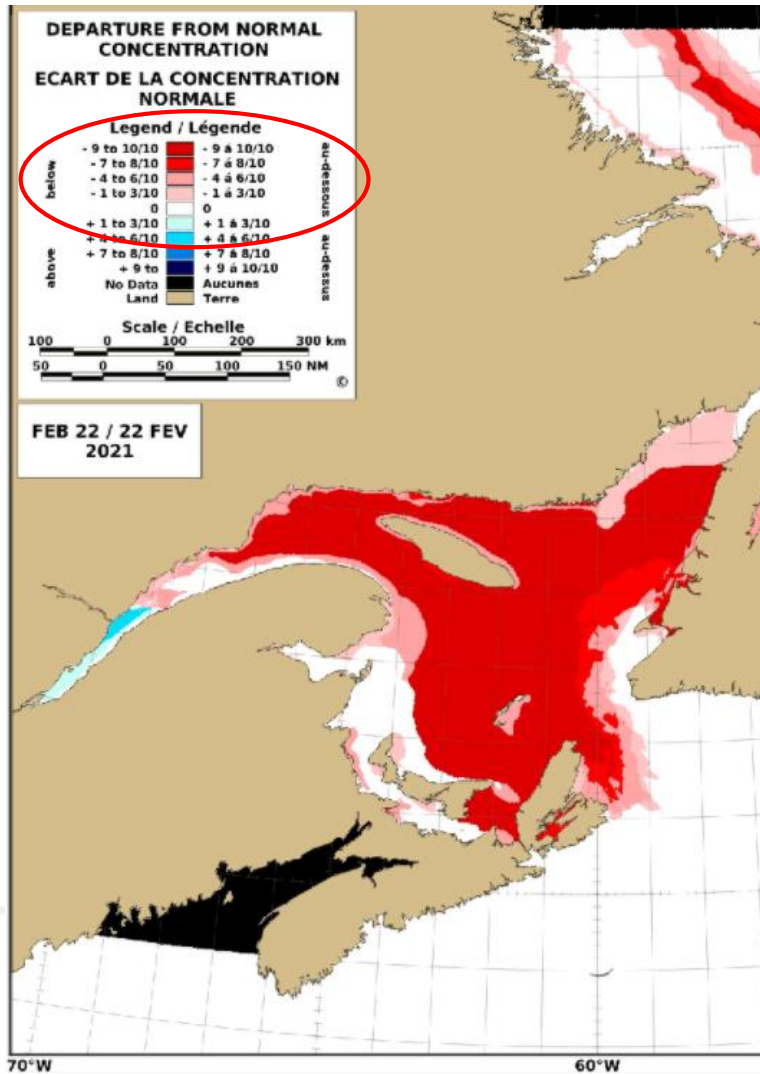 DEPARTURE FROM NORMAL
CONCENTRATION
ECART DE LA CONCENTRATION
NORMALE
Legend / Légende
- 9 to 10/10 - 9 á 10/10
- 7 to 8/10 - 7 á 8/10
- 4 to 6/10 - 4 á 6/10
- 1 to 3/10 - 1 á 3/10
0 0
+ 1 to 3/10 + 1 á 3/10
+ 4 to 6/10 + 4 á 6/10
+ 7 to 8/10 + 7 á 8/10
+ 9 to + 9 á 10/10
No Data Aucunes
Land Terre
below
above
au-dessous
au-dessus
Scale / Echelle
100 0 100 200 300 km
50 0 50 100 150 NM
©
FEB 22 / 22 FEV
2021
70°W 60°W